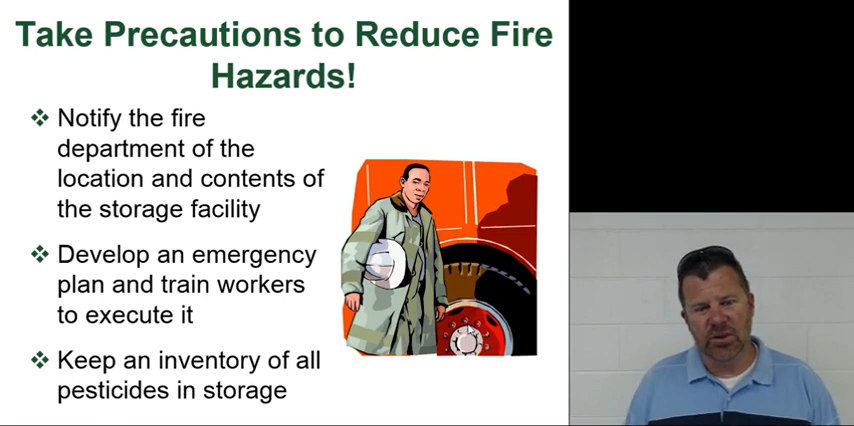 Take Precautions to Reduce Fire
Hazards!
Notify the fire
department of the
location and contents of
the storage facility
Develop an emergency
plan and train workers
to execute it
Keep an inventory of all
pesticides in storage